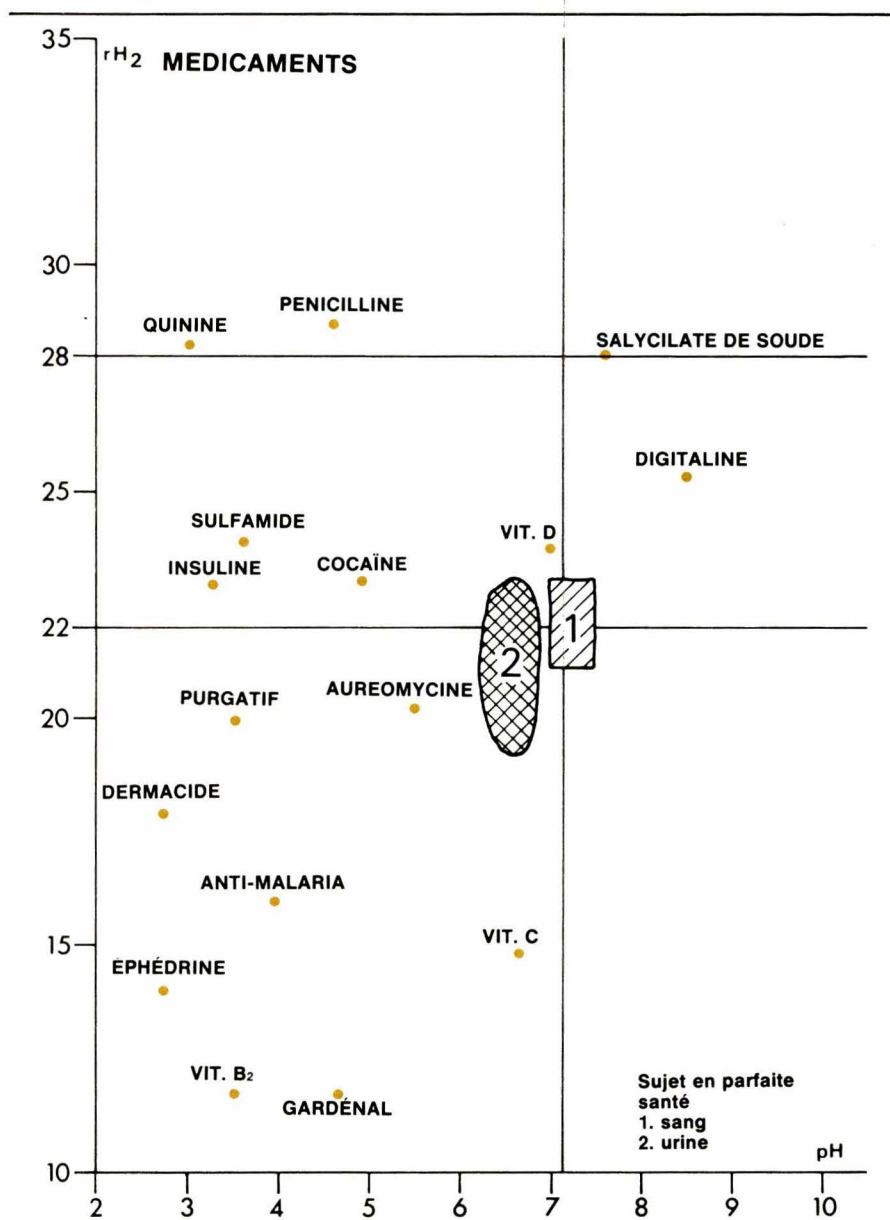 35
rH2 MEDICAMENTS
30
PENICILLINE
QUININE
SALYCILATE DE SOUDE
28
DIGITALINE
25
SULFAMIDE
VIT. D
INSULINE
COCAÏNE
22
1
2
AUREOMYCINE
PURGATIF
20
DERMACIDE
ANTI-MALARIA
VIT. C
15
ÉPHÉDRINE
VIT. B2
GARDÉNAL
Sujet en parfaite
santé
1. sang
2. urine
pH
10
2 3 4 5 6 7 8 9 10